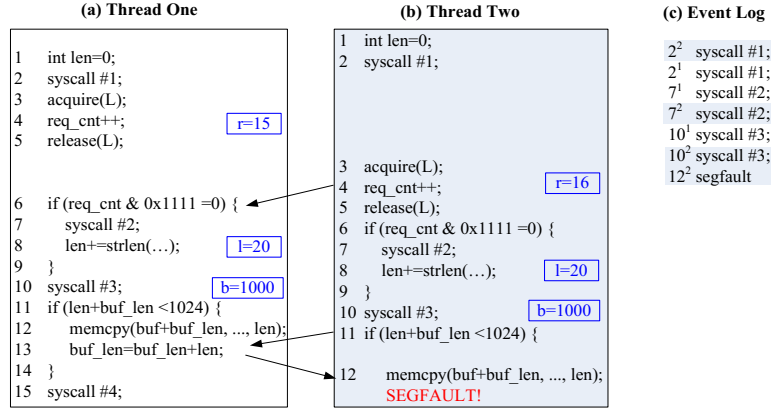 (a) Thread One
1 int len=0;
2 syscall #1;
3 acquire(L);
4 req_cnt++;
r=15
5 release(L);
6 if (req_cnt & 0x1111 =0) {
7 syscall #2;
8 len+=strlen(…);
l=20
9 }
10 syscall #3;
b=1000
11 if (len+buf_len <1024) {
12 memcpy(buf+buf_len, ..., len);
13 buf_len=buf_len+len;
14 }
15 syscall #4;
(b) Thread Two
1 int len=0;
2 syscall #1;
3 acquire(L);
4 req_cnt++;
r=16
5 release(L);
6 if (req_cnt & 0x1111 =0) {
7 syscall #2;
8 len+=strlen(…);
l=20
9 }
10 syscall #3;
b=1000
11 if (len+buf_len <1024) {
12 memcpy(buf+buf_len, ..., len);
SEGFAULT!
(c) Event Log
2² syscall #1;
2¹ syscall #1;
7¹ syscall #2;
7² syscall #2;
10¹ syscall #3;
10² syscall #3;
12² segfault